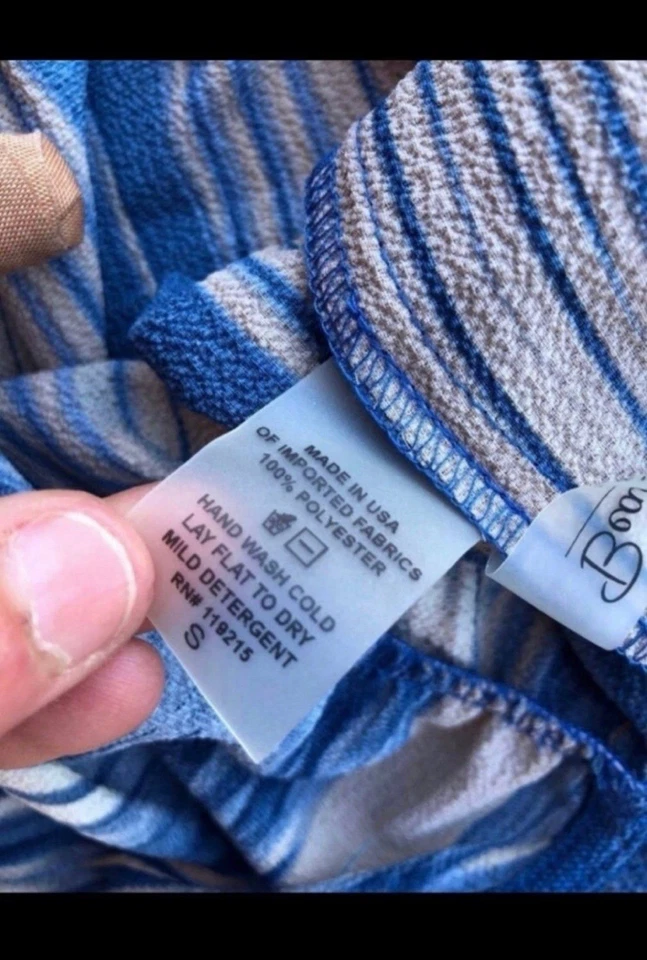 MADE IN USA
OF IMPORTED FABRICS
100% POLYESTER
HAND WASH COLD
LAY FLAT TO DRY
MILD DETERGENT
RN# 119215
S